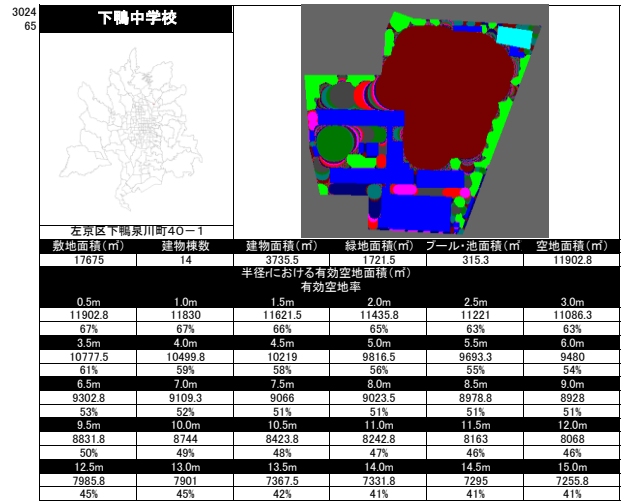 3024
65
下鴨中学校
左京区下鴨泉川町40-1
敷地面積(㎡) 建物棟数 建物面積(㎡) 緑地面積(㎡) プール・池面積(㎡ 空地面積(㎡)
17675 14 3735.5 1721.5 315.3 11902.8
半径rにおける有効空地面積(㎡)
有効空地率
0.5m 1.0m 1.5m 2.0m 2.5m 3.0m
11902.8 11830 11621.5 11435.8 11221 11086.3
67% 67% 66% 65% 63% 63%
3.5m 4.0m 4.5m 5.0m 5.5m 6.0m
10777.5 10499.8 10219 9816.5 9693.3 9480
61% 59% 58% 56% 55% 54%
6.5m 7.0m 7.5m 8.0m 8.5m 9.0m
9302.8 9109.3 9066 9023.5 8978.8 8928
53% 52% 51% 51% 51% 51%
9.5m 10.0m 10.5m 11.0m 11.5m 12.0m
8831.8 8744 8423.8 8242.8 8163 8068
50% 49% 48% 47% 46% 46%
12.5m 13.0m 13.5m 14.0m 14.5m 15.0m
7985.8 7901 7367.5 7331.8 7295 7255.8
45% 45% 42% 41% 41% 41%